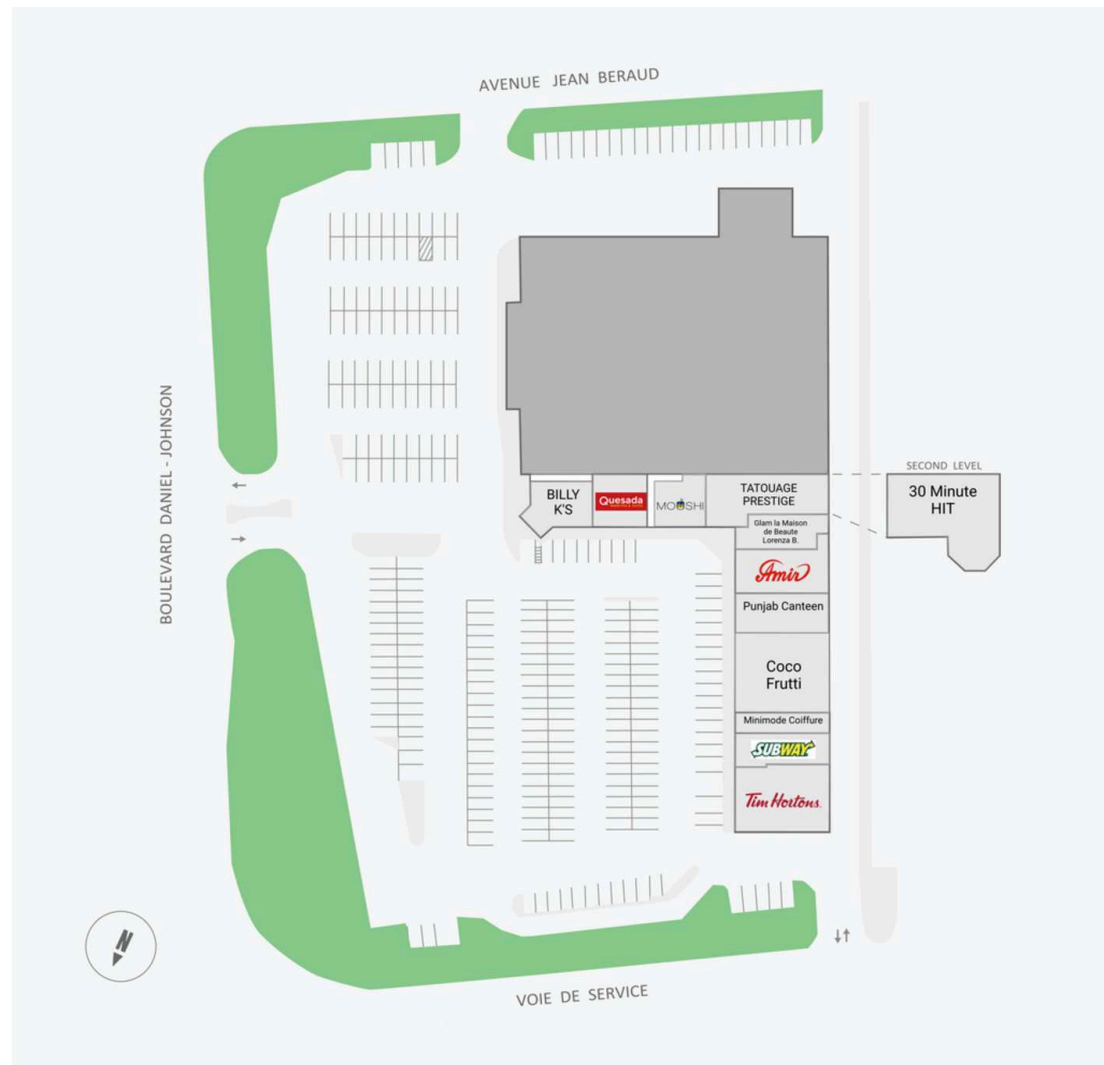 AVENUE JEAN BERAUD
BOULEVARD DANIEL - JOHNSON
SECOND LEVEL
30 Minute
HIT
BILLY
K'S
Quesada
MOUSHI
TATOUAGE
PRESTIGE
Glam la Maison
de Beaute
Lorenza B.
Amir
Punjab Canteen
Coco
Frutti
Minimode Coiffure
SUBWAY
Tim Hortons.
N
VOIE DE SERVICE